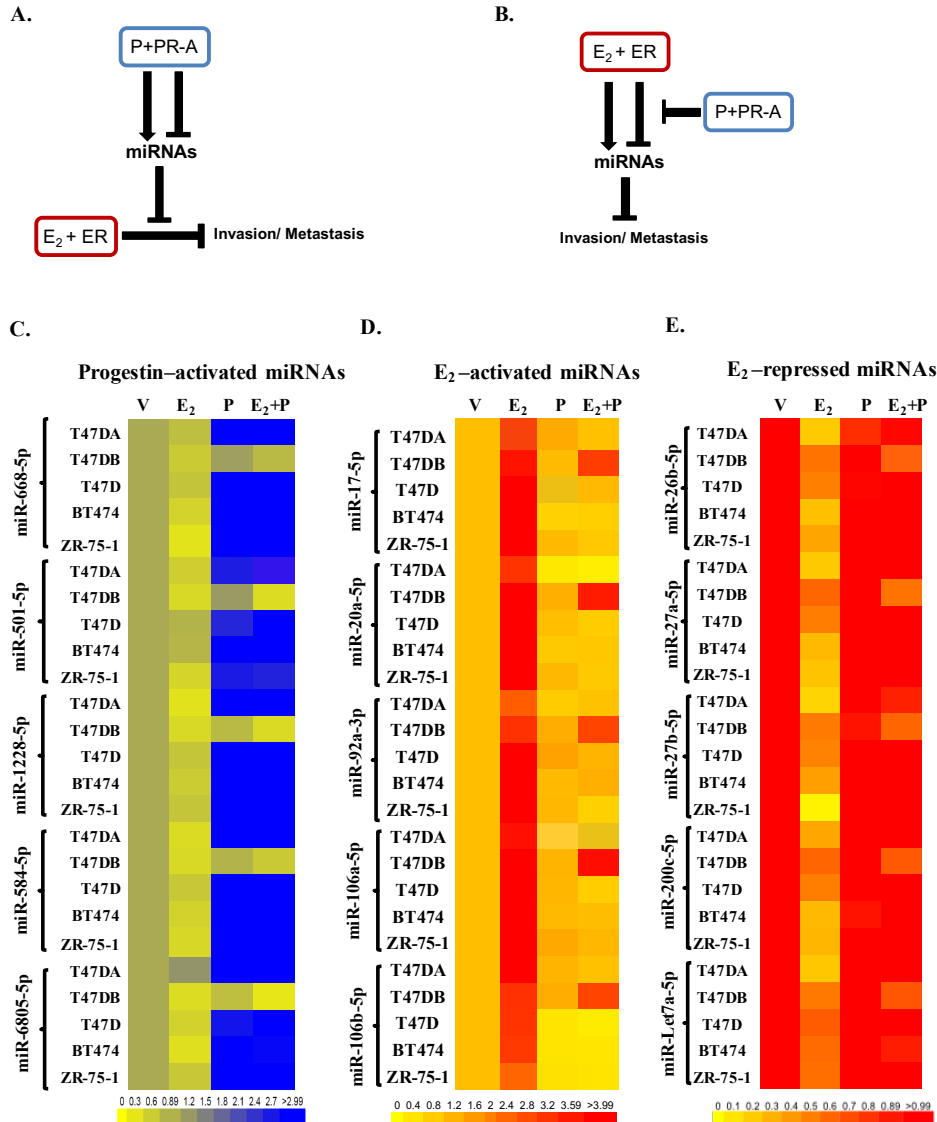 A.
P+PR-A
miRNAs
E₂ + ER
Invasion/ Metastasis
B.
E₂ + ER
P+PR-A
miRNAs
Invasion/ Metastasis
C.
Progestin–activated miRNAs
V E₂ P E₂+P
miR-668-5p
T47DA
T47DB
T47D
BT474
ZR-75-1
miR-501-5p
T47DA
T47DB
T47D
BT474
ZR-75-1
miR-1228-5p
T47DA
T47DB
T47D
BT474
ZR-75-1
miR-584-5p
T47DA
T47DB
T47D
BT474
ZR-75-1
miR-6805-5p
T47DA
T47DB
T47D
BT474
ZR-75-1
0 0.3 0.6 0.89 1.2 1.5 1.8 2.1 2.4 2.7 >2.99
D.
E₂–activated miRNAs
V E₂ P E₂+P
miR-17-5p
T47DA
T47DB
T47D
BT474
ZR-75-1
miR-20a-5p
T47DA
T47DB
T47D
BT474
ZR-75-1
miR-92a-3p
T47DA
T47DB
T47D
BT474
ZR-75-1
miR-106a-5p
T47DA
T47DB
T47D
BT474
ZR-75-1
miR-106b-5p
T47DA
T47DB
T47D
BT474
ZR-75-1
0 0.4 0.8 1.2 1.6 2 2.4 2.8 3.2 3.59 >3.99
E.
E₂–repressed miRNAs
V E₂ P E₂+P
miR-26b-5p
T47DA
T47DB
T47D
BT474
ZR-75-1
miR-27a-5p
T47DA
T47DB
T47D
BT474
ZR-75-1
miR-27b-5p
T47DA
T47DB
T47D
BT474
ZR-75-1
miR-200c-5p
T47DA
T47DB
T47D
BT474
ZR-75-1
miR-Let7a-5p
T47DA
T47DB
T47D
BT474
ZR-75-1
0 0.1 0.2 0.3 0.4 0.5 0.6 0.7 0.8 0.89 >0.99